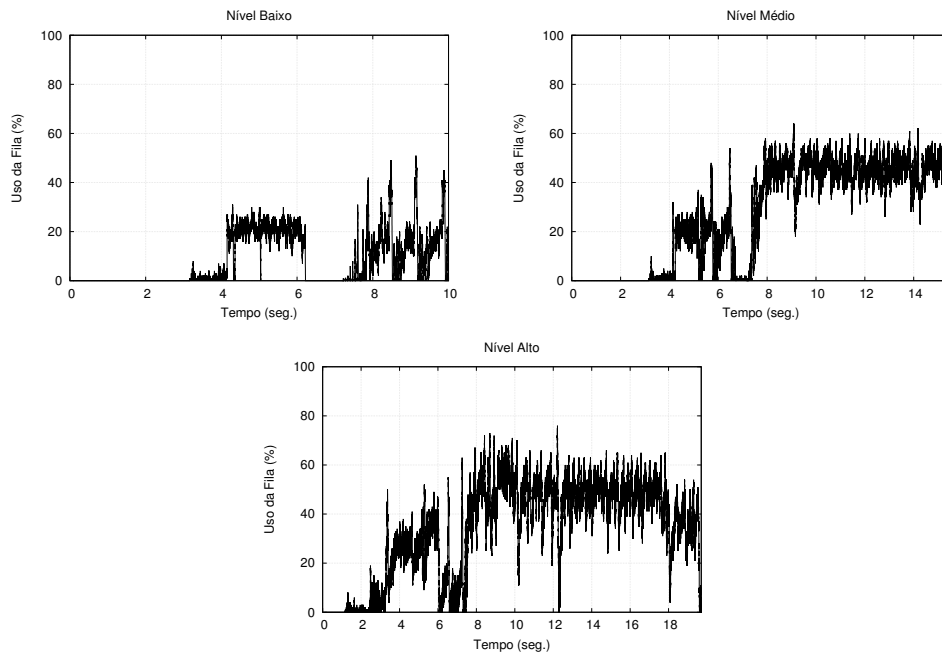 Nível Baixo
100
80
60
40
20
0
Uso da Fila (%)
0 2 4 6 8 10
Tempo (seg.)
Nível Médio
100
80
60
40
20
0
Uso da Fila (%)
0 2 4 6 8 10 12 14
Tempo (seg.)
Nível Alto
100
80
60
40
20
0
Uso da Fila (%)
0 2 4 6 8 10 12 14 16 18
Tempo (seg.)